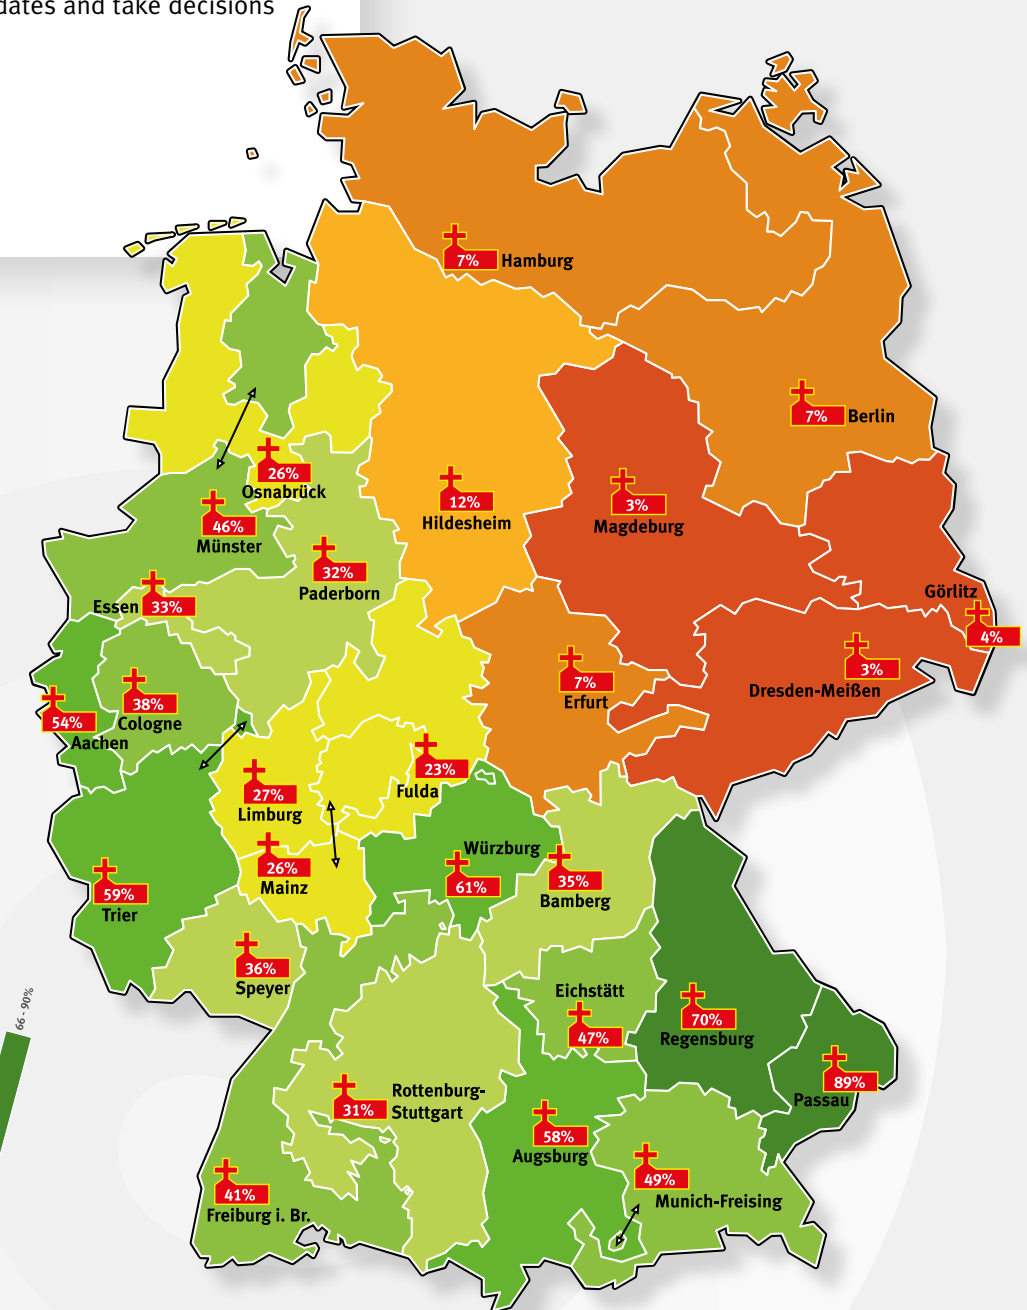 dates and take decisions
7% Hamburg
7% Berlin
26%
Osnabrück
12%
Hildesheim
3%
Magdeburg
46%
Münster
32%
Paderborn
Essen 33%
Görlitz
4%
3%
Dresden-Meißen
7%
Erfurt
38%
Cologne
54%
Aachen
23%
Fulda
27%
Limburg
26%
Mainz
Würzburg
61%
35%
Bamberg
59%
Trier
36%
Speyer
Eichstätt
47%
70%
Regensburg
66 - 90%
89%
Passau
31%
Rottenburg-
Stuttgart
58%
Augsburg
49%
Munich-Freising
41%
Freiburg i. Br.